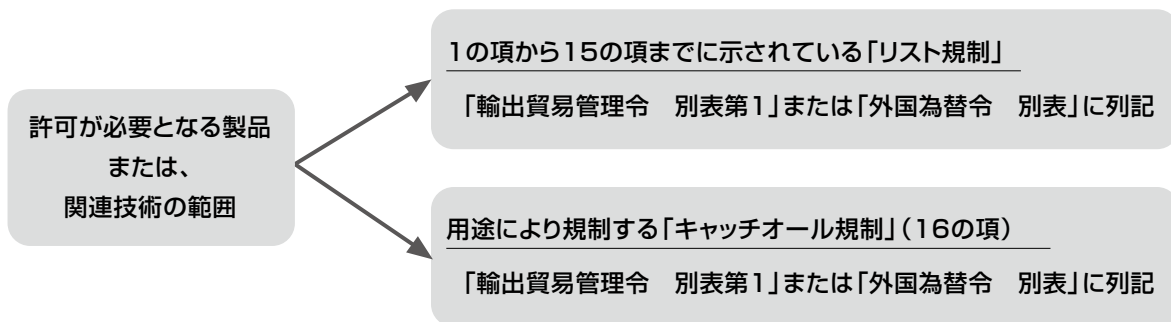 許可が必要となる製品
または、
関連技術の範囲
1の項から15の項までに示されている「リスト規制」
「輸出貿易管理令　別表第1」または「外国為替令　別表」に列記
用途により規制する「キャッチオール規制」（16の項）
「輸出貿易管理令　別表第1」または「外国為替令　別表」に列記